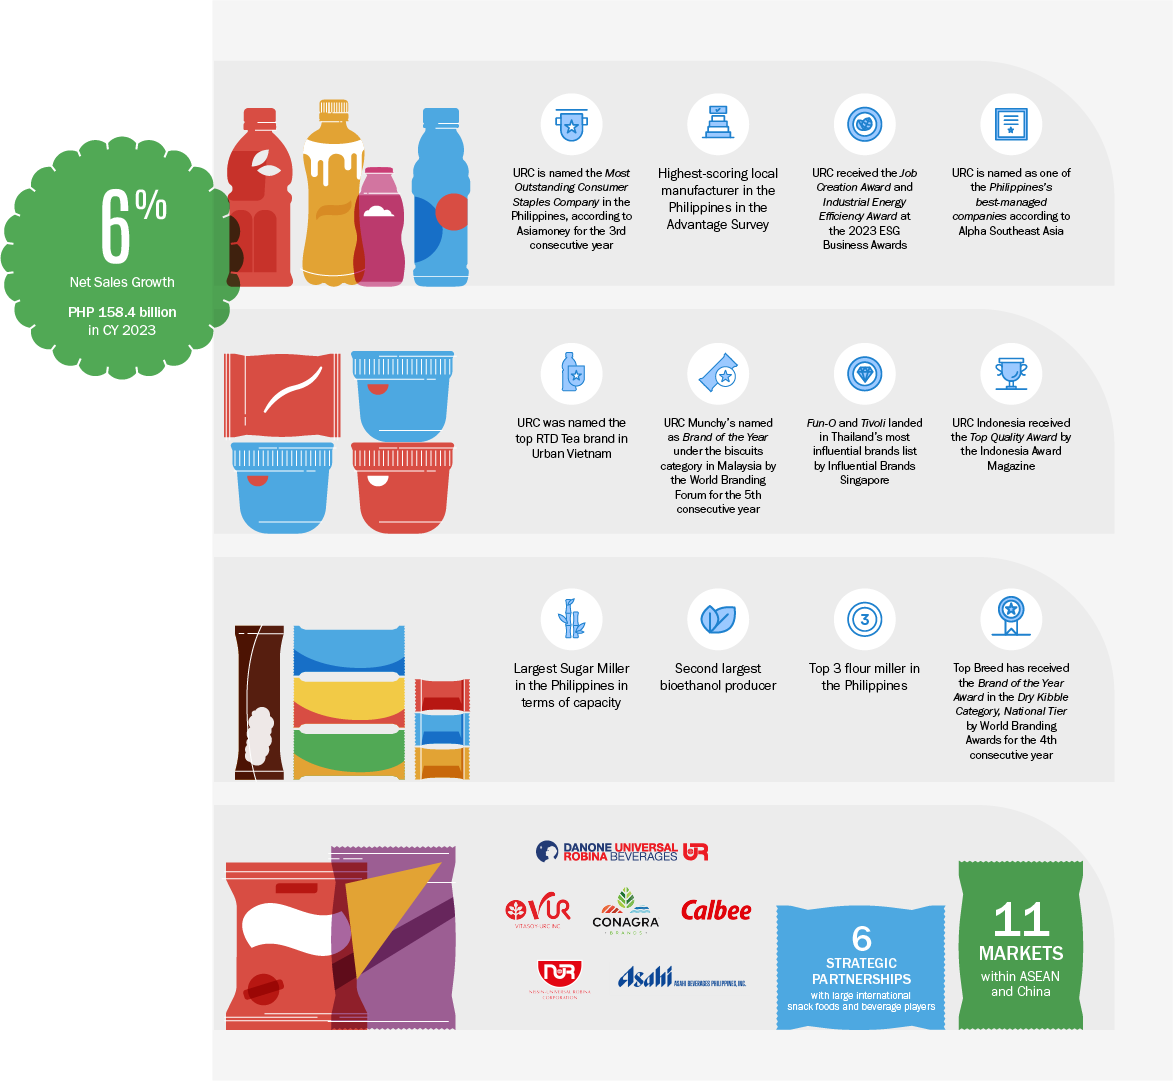 6%
Net Sales Growth
PHP 158.4 billion
in CY 2023
URC is named the Most
Outstanding Consumer
Staples Company in the
Philippines, according to
Asiamoney for the 3rd
consecutive year
Highest-scoring local
manufacturer in the
Philippines in the
Advantage Survey
URC received the Job
Creation Award and
Industrial Energy
Efficiency Award at
the 2023 ESG
Business Awards
URC is named as one of
the Philippines's
best-managed
companies according to
Alpha Southeast Asia
URC was named the
top RTD Tea brand in
Urban Vietnam
URC Munchy's named
as Brand of the Year
under the biscuits
category in Malaysia by
the World Branding
Forum for the 5th
consecutive year
Fun-O and Tivoli landed
in Thailand's most
influential brands list
by Influential Brands
Singapore
URC Indonesia received
the Top Quality Award by
the Indonesia Award
Magazine
Largest Sugar Miller
in the Philippines in
terms of capacity
Second largest
bioethanol producer
3
Top 3 flour miller in
the Philippines
Top Breed has received
the Brand of the Year
Award in the Dry Kibble
Category, National Tier
by World Branding
Awards for the 4th
consecutive year
DANONE UNIVERSAL
ROBINA BEVERAGES
VUR
VITASOY-URC INC
CONAGRA
BRANDS
Calbee
NUR
NISSIN-UNIVERSAL ROBINA
CORPORATION
Asahi ASAHI BEVERAGES PHILIPPINES, INC.
6
STRATEGIC
PARTNERSHIPS
with large international
snack foods and beverage players
11
MARKETS
within ASEAN
and China